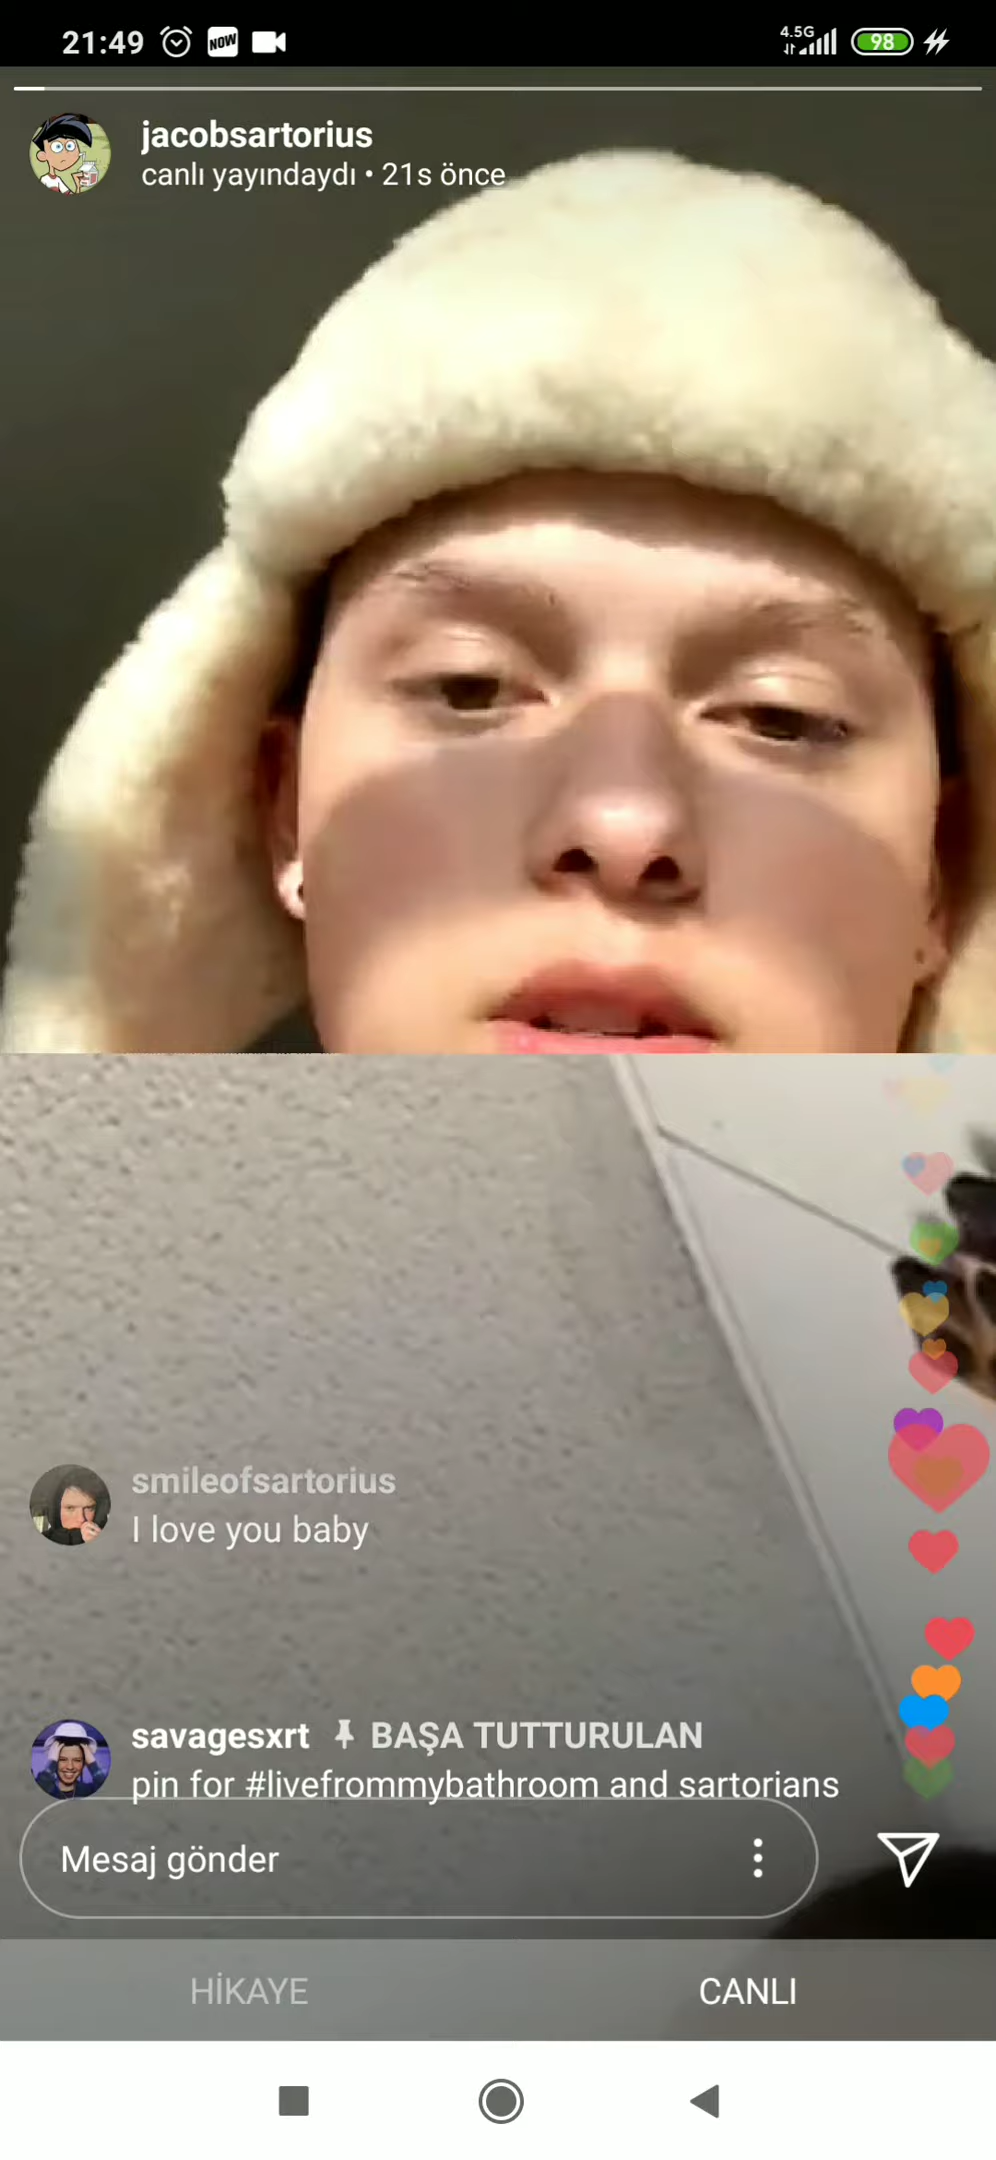 21:49 NOW 4.5G 98
jacobsartorius
canlı yayındaydı • 21s önce
smileofsartorius
I love you baby
savagesxrt BAŞA TUTTURULAN
pin for #livefrommybathroom and sartorians
Mesaj gönder
HİKAYE CANLI